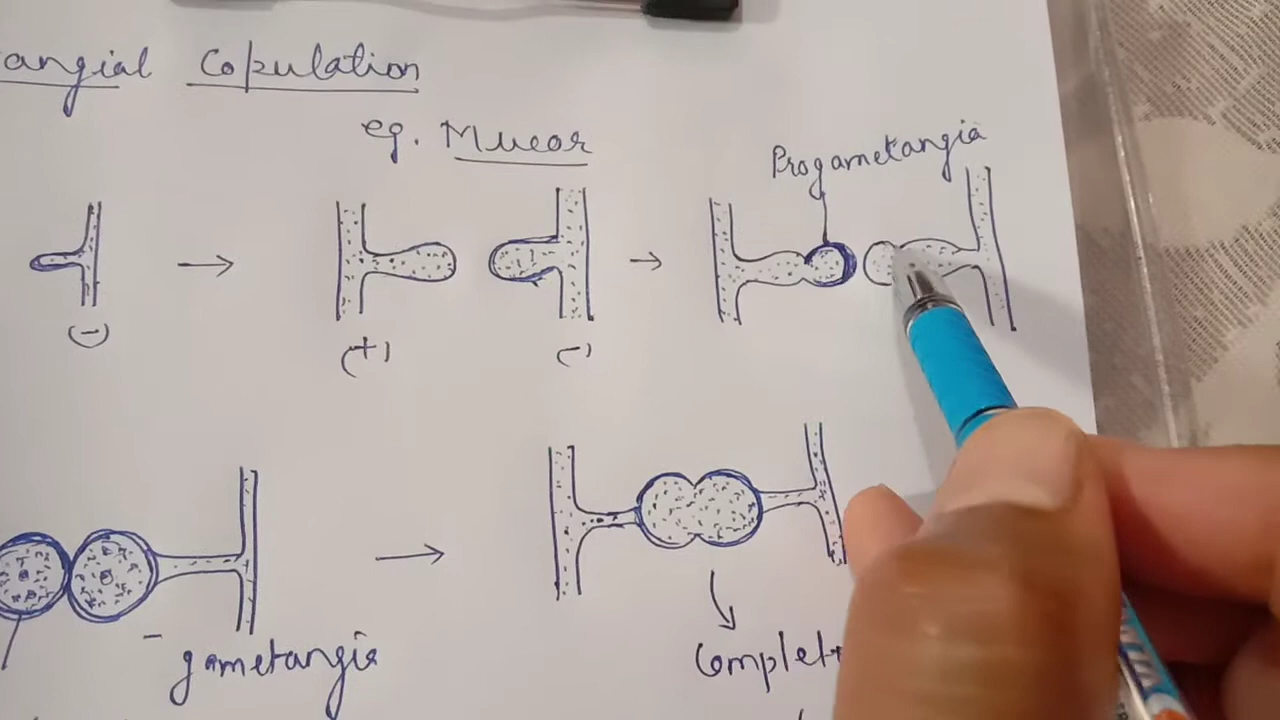 angial Copulation
eg. Mucor
Progametangia
(-)
(+)
(-)
- gametangia
Complet